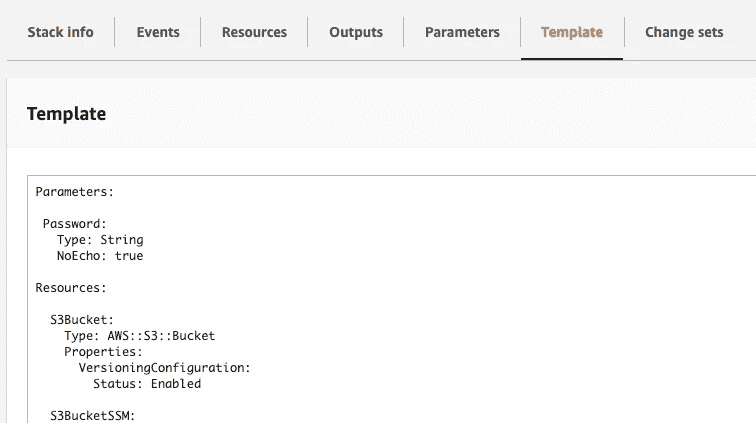 Stack info Events Resources Outputs Parameters Template Change sets
Template
Parameters:
Password:
Type: String
NoEcho: true
Resources:
S3Bucket:
Type: AWS::S3::Bucket
Properties:
VersioningConfiguration:
Status: Enabled
S3BucketSSM: